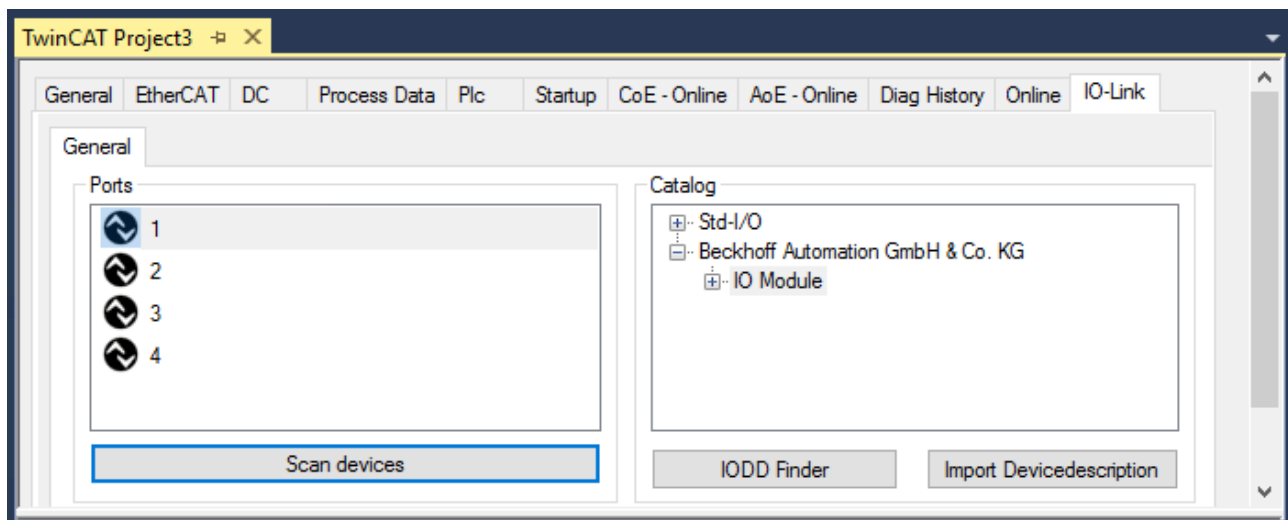 TwinCAT Project3
General EtherCAT DC Process Data Plc Startup CoE - Online AoE - Online Diag History Online IO-Link
General
Ports
1
2
3
4
Scan devices
Catalog
Std-I/O
Beckhoff Automation GmbH & Co. KG
IO Module
IODD Finder Import Devicedescription